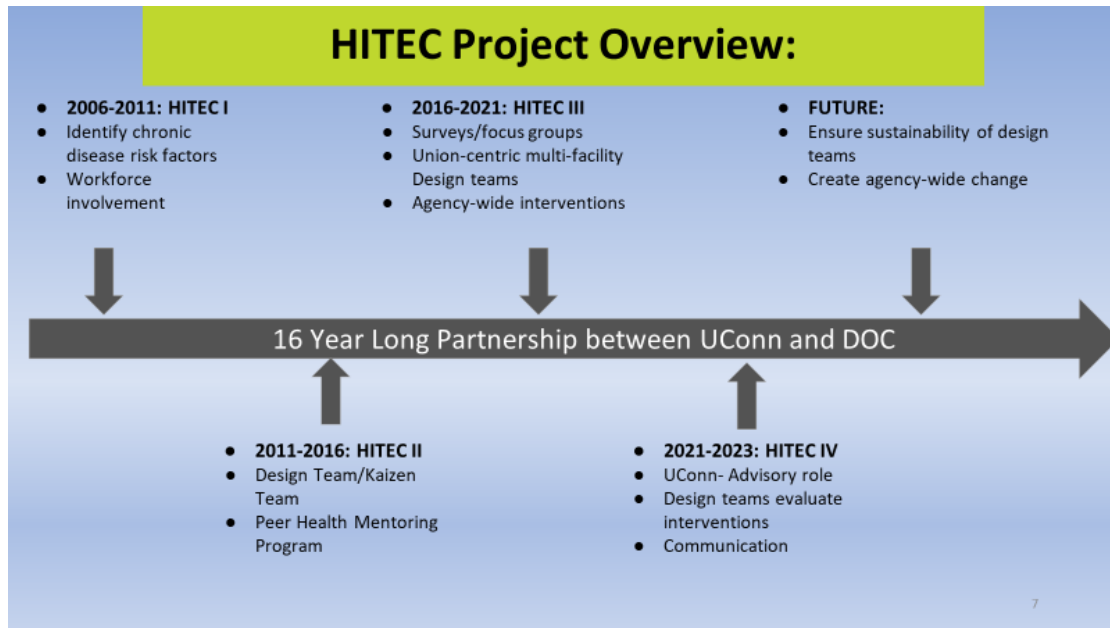 HITEC Project Overview:
● 2006-2011: HITEC I
● Identify chronic
disease risk factors
● Workforce
involvement
● 2016-2021: HITEC III
● Surveys/focus groups
● Union-centric multi-facility
Design teams
● Agency-wide interventions
● FUTURE:
● Ensure sustainability of design
teams
● Create agency-wide change
16 Year Long Partnership between UConn and DOC
● 2011-2016: HITEC II
● Design Team/Kaizen
Team
● Peer Health Mentoring
Program
● 2021-2023: HITEC IV
● UConn- Advisory role
● Design teams evaluate
interventions
● Communication
7